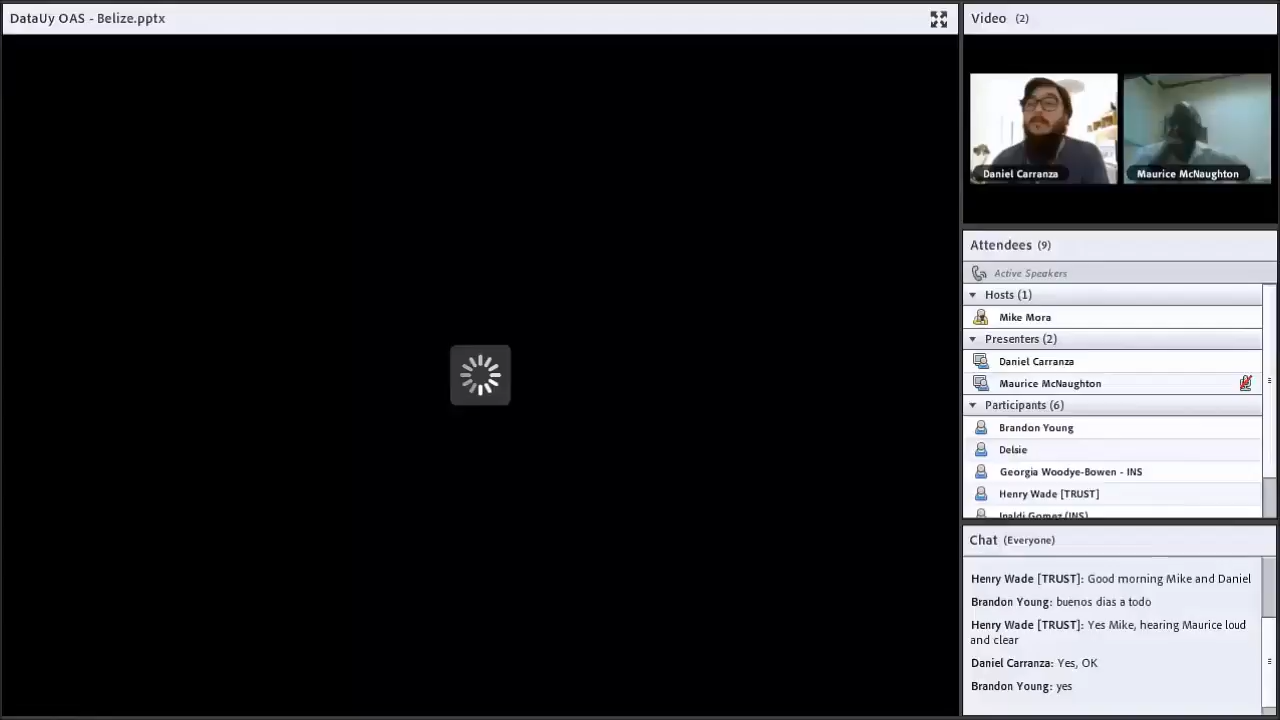 DataUy OAS - Belize.pptx
Video (2)
Daniel Carranza
Maurice McNaughton
Attendees (9)
Active Speakers
Hosts (1)
Mike Mora
Presenters (2)
Daniel Carranza
Maurice McNaughton
Participants (6)
Brandon Young
Delsie
Georgia Woodye-Bowen - INS
Henry Wade [TRUST]
Inaldi Gomez (INS)
Chat (Everyone)
Henry Wade [TRUST]: Good morning Mike and Daniel
Brandon Young: buenos dias a todo
Henry Wade [TRUST]: Yes Mike, hearing Maurice loud
and clear
Daniel Carranza: Yes, OK
Brandon Young: yes